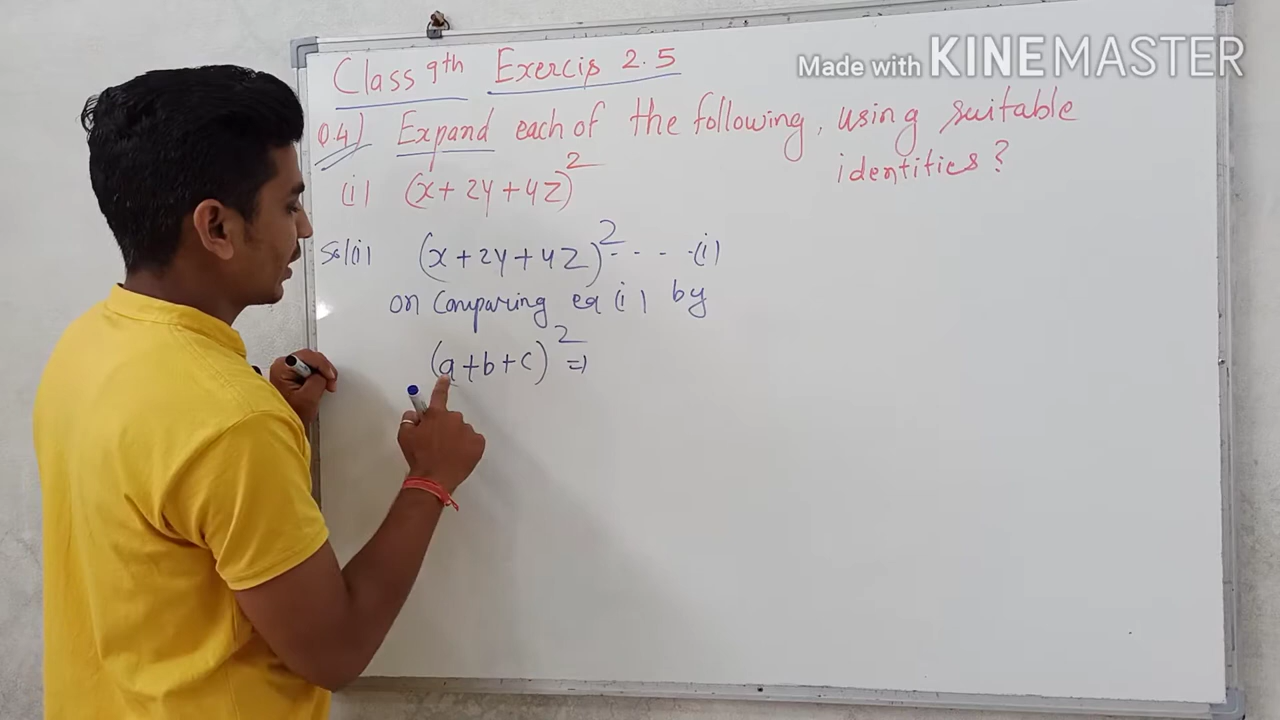 Made with KINEMASTER
Class 9th Exercis 2.5
Q.4) Expand each of the following, using suitable
identities?
(i) (x + 2y + 4z)²
Sol(i) (x + 2y + 4z)² - - - -(i)
on Comparing eq (i) by
(a + b + c)² =)